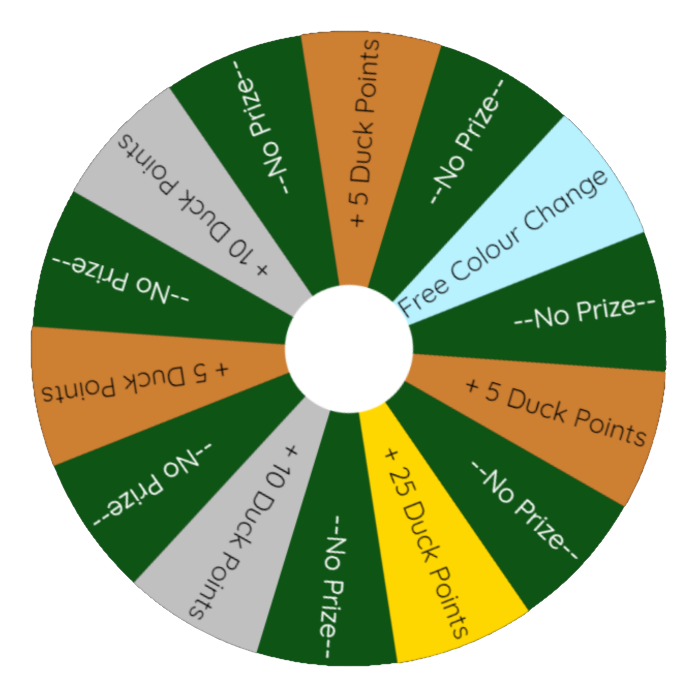 + 5 Duck Points
--No Prize--
Free Colour Change
--No Prize--
+ 5 Duck Points
--No Prize--
+ 25 Duck Points
--No Prize--
+ 10 Duck Points
--No Prize--
+ 5 Duck Points
--No Prize--
+ 10 Duck Points
--No Prize--